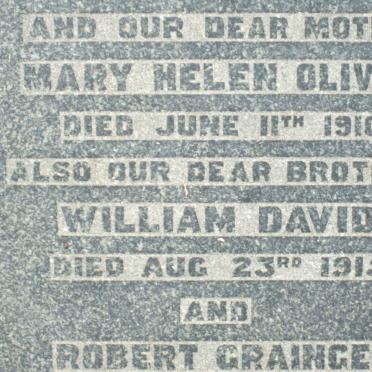 AND OUR DEAR MOT
MARY HELEN OLIV
DIED JUNE 11TH 191
ALSO OUR DEAR BROT
WILLIAM DAVID
DIED AUG 23RD 191
AND
ROBERT GRAINGE